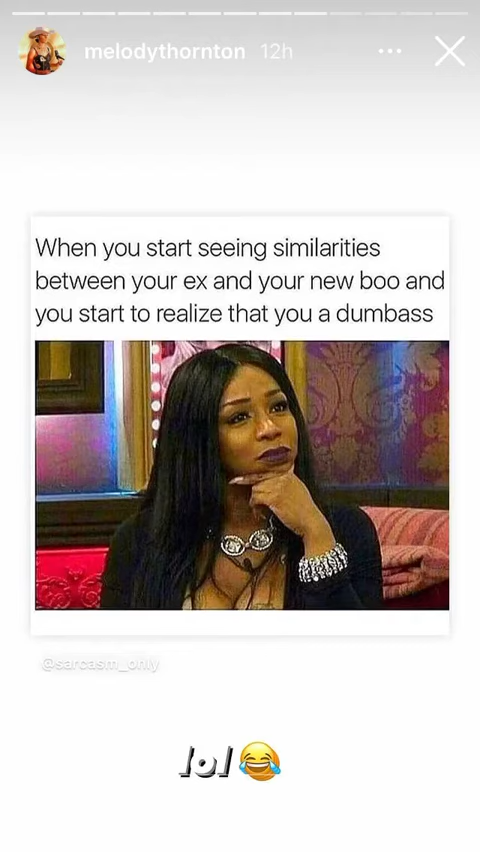 melodythornton 12h
When you start seeing similarities
between your ex and your new boo and
you start to realize that you a dumbass
@sarcasm_only
lol😂